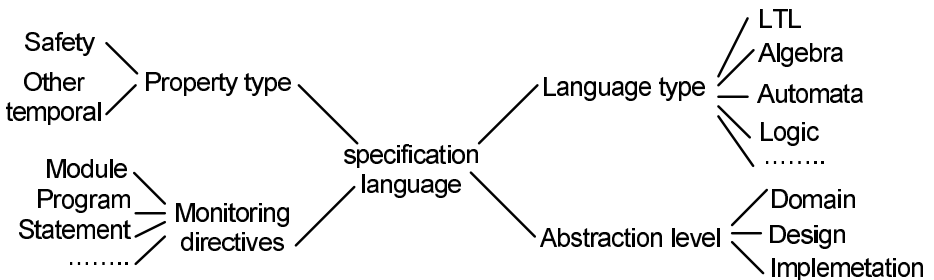 Safety
Other
temporal
Property type
Module
Program
Statement
........
Monitoring
directives
specification
language
Language type
LTL
Algebra
Automata
Logic
........
Abstraction level
Domain
Design
Implemetation